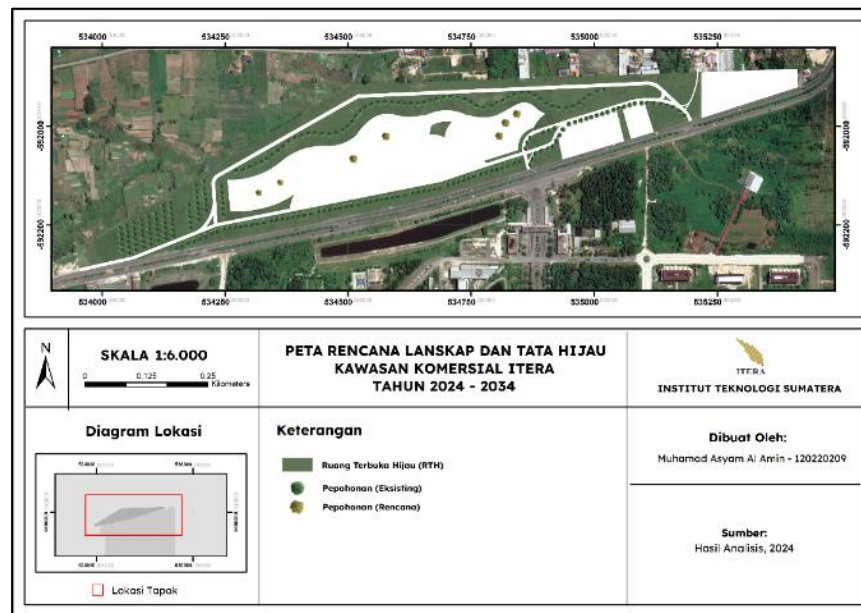 534000 534250 534500 534750 535000 535250
-592000 -592000
-592200 -592200
534000 534250 534500 534750 535000 535250
N
SKALA 1:6.000
0 0,125 0,25
Kilometers
PETA RENCANA LANSKAP DAN TATA HIJAU
KAWASAN KOMERSIAL ITERA
TAHUN 2024 - 2034
ITERA
INSTITUT TEKNOLOGI SUMATERA
Diagram Lokasi
Lokasi Tapak
Keterangan
Ruang Terbuka Hijau (RTH)
Pepohonan (Eksisting)
Pepohonan (Rencana)
Dibuat Oleh:
Muhamad Asyam Al Amin - 120220209
Sumber:
Hasil Analisis, 2024